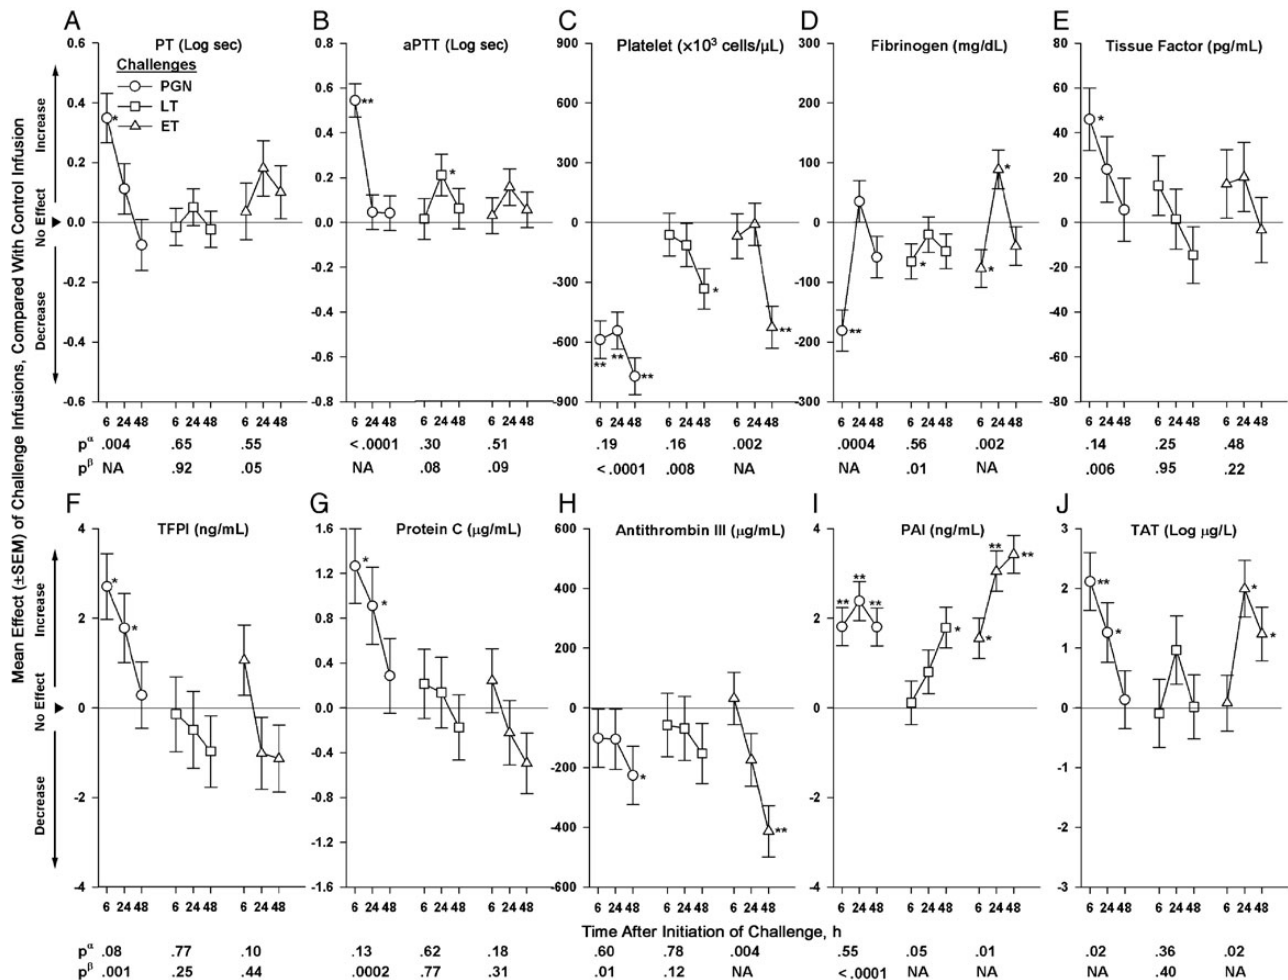 A
PT (Log sec)
Challenges
PGN
LT
ET
0.6
0.4
0.2
0.0
-0.2
-0.4
-0.6
*
6 24 48 6 24 48 6 24 48
B
aPTT (Log sec)
0.8
0.6
0.4
0.2
0.0
-0.2
-0.4
-0.6
-0.8
**
*
6 24 48 6 24 48 6 24 48
C
Platelet (×10³ cells/µL)
900
600
300
0
-300
-600
-900
** ** ** * **
6 24 48 6 24 48 6 24 48
D
Fibrinogen (mg/dL)
300
200
100
0
-100
-200
-300
** * * *
6 24 48 6 24 48 6 24 48
E
Tissue Factor (pg/mL)
80
60
40
20
0
-20
-40
-60
*
6 24 48 6 24 48 6 24 48
pα .004 .65 .55 <.0001 .30 .51 .19 .16 .002 .0004 .56 .002 .14 .25 .48
pβ NA .92 .05 NA .08 .09 <.0001 .008 NA NA .01 NA .006 .95 .22
Mean Effect (±SEM) of Challenge Infusions, Compared With Control Infusion
Increase
No Effect
Decrease
Increase
No Effect
Decrease
F
TFPI (ng/mL)
4
2
0
-2
-4
* *
6 24 48 6 24 48 6 24 48
G
Protein C (µg/mL)
1.6
1.2
0.8
0.4
0.0
-0.4
-0.8
-1.2
-1.6
* *
6 24 48 6 24 48 6 24 48
H
Antithrombin III (µg/mL)
600
400
200
0
-200
-400
-600
* **
6 24 48 6 24 48 6 24 48
I
PAI (ng/mL)
4
2
0
-2
-4
** ** ** * * ** **
6 24 48 6 24 48 6 24 48
J
TAT (Log µg/L)
3
2
1
0
-1
-2
-3
** * * *
6 24 48 6 24 48 6 24 48
Time After Initiation of Challenge, h
pα .08 .77 .10 .13 .62 .18 .60 .78 .004 .55 .05 .01 .02 .36 .02
pβ .001 .25 .44 .0002 .77 .31 .01 .12 NA <.0001 NA NA NA .40 NA